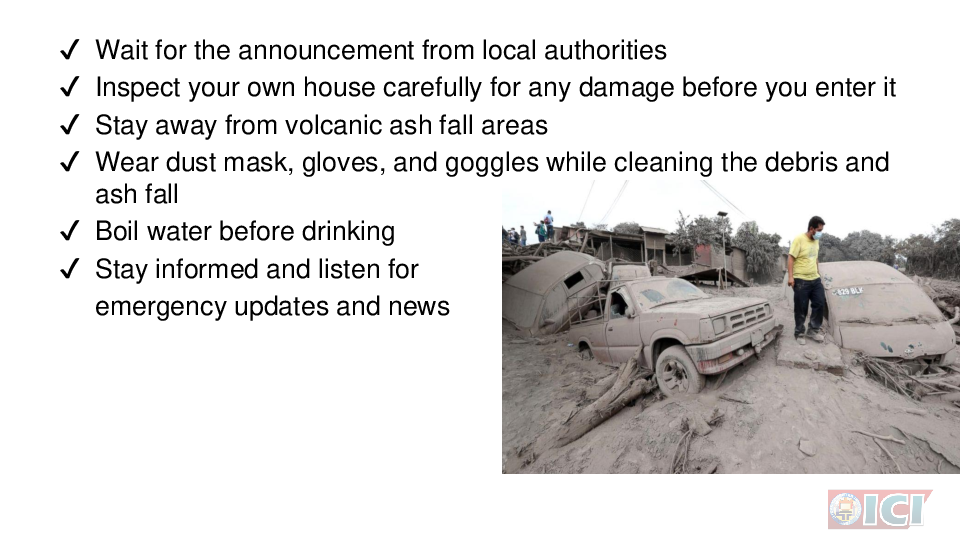 ✔ Wait for the announcement from local authorities
✔ Inspect your own house carefully for any damage before you enter it
✔ Stay away from volcanic ash fall areas
✔ Wear dust mask, gloves, and goggles while cleaning the debris and
ash fall
✔ Boil water before drinking
✔ Stay informed and listen for
emergency updates and news
ICI